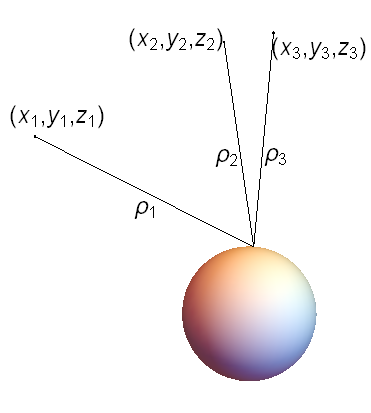 (x₂,y₂,z₂)
(x₃,y₃,z₃)
(x₁,y₁,z₁)
ρ₂
ρ₃
ρ₁